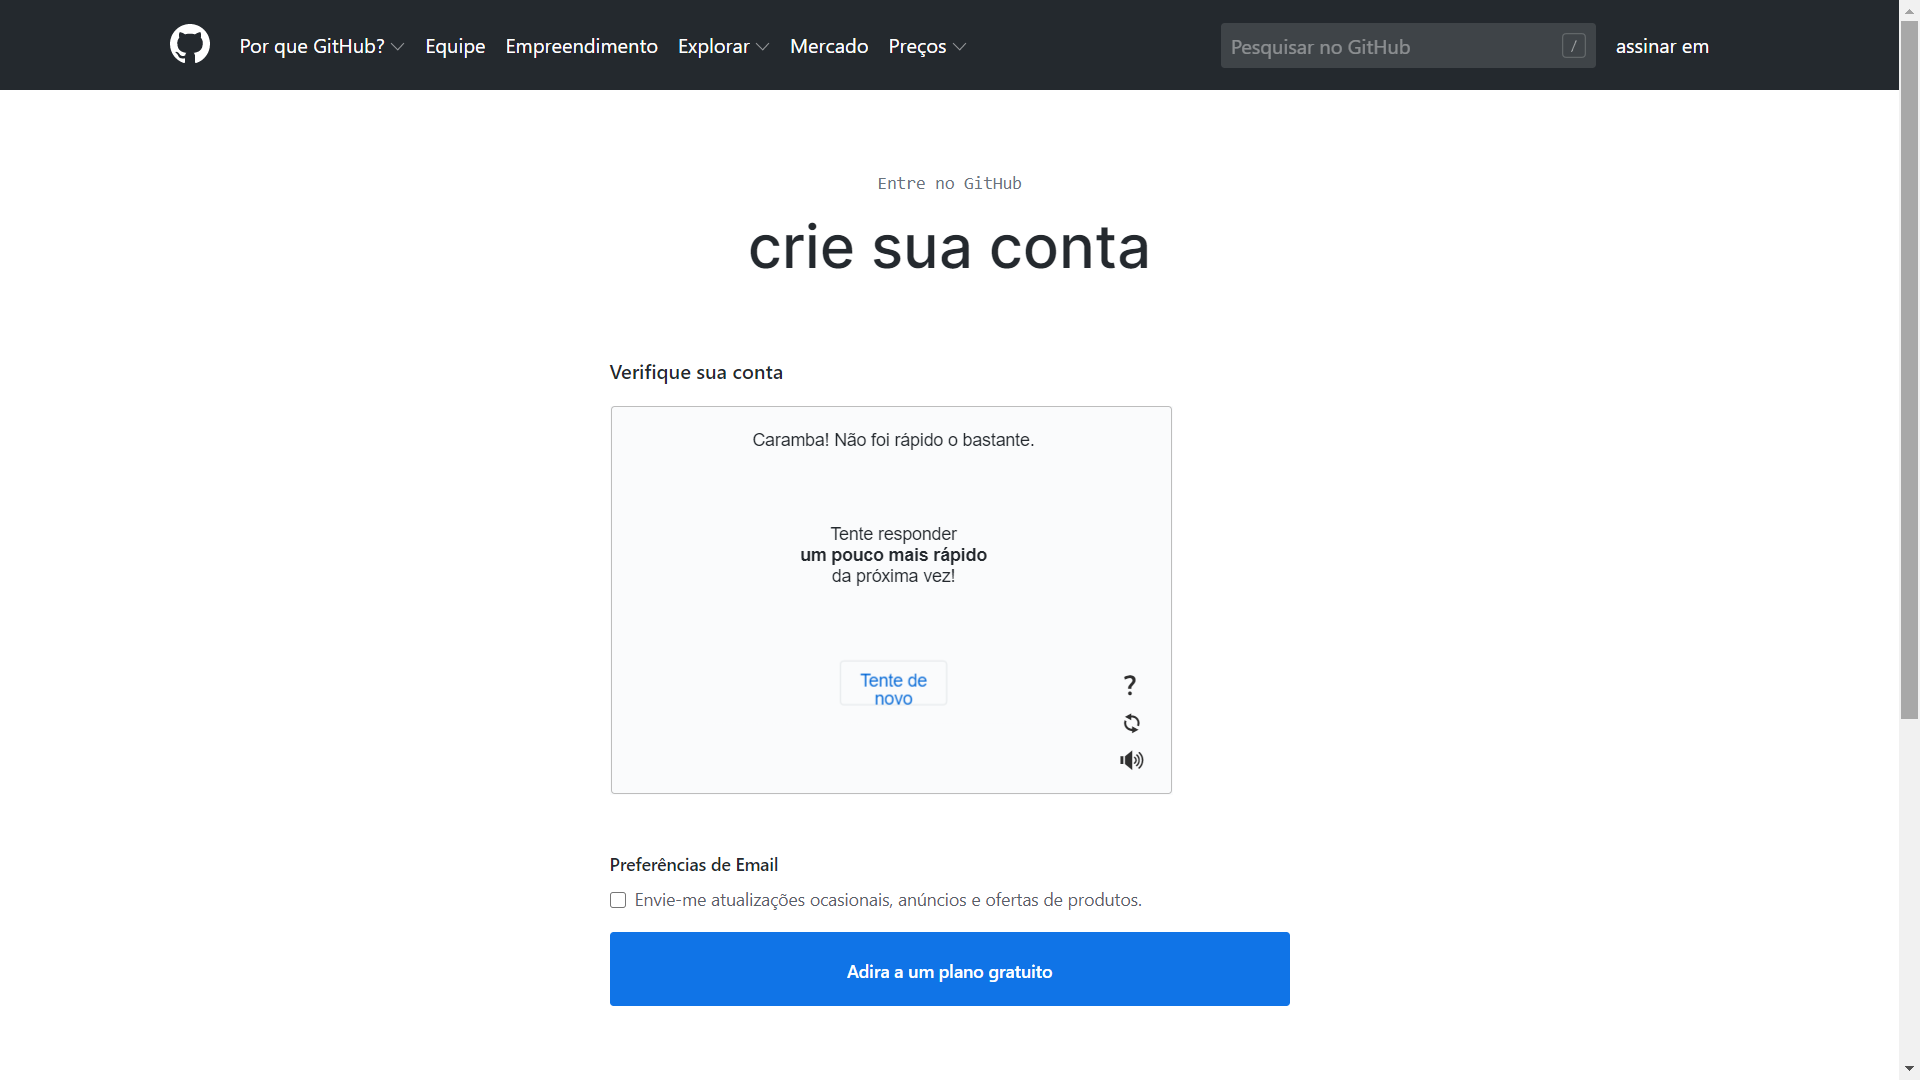 Por que GitHub? Equipe Empreendimento Explorar Mercado Preços Pesquisar no GitHub / assinar em
Entre no GitHub
crie sua conta
Verifique sua conta
Caramba! Não foi rápido o bastante.
Tente responder
um pouco mais rápido
da próxima vez!
Tente de
novo
?
Preferências de Email
Envie-me atualizações ocasionais, anúncios e ofertas de produtos.
Adira a um plano gratuito